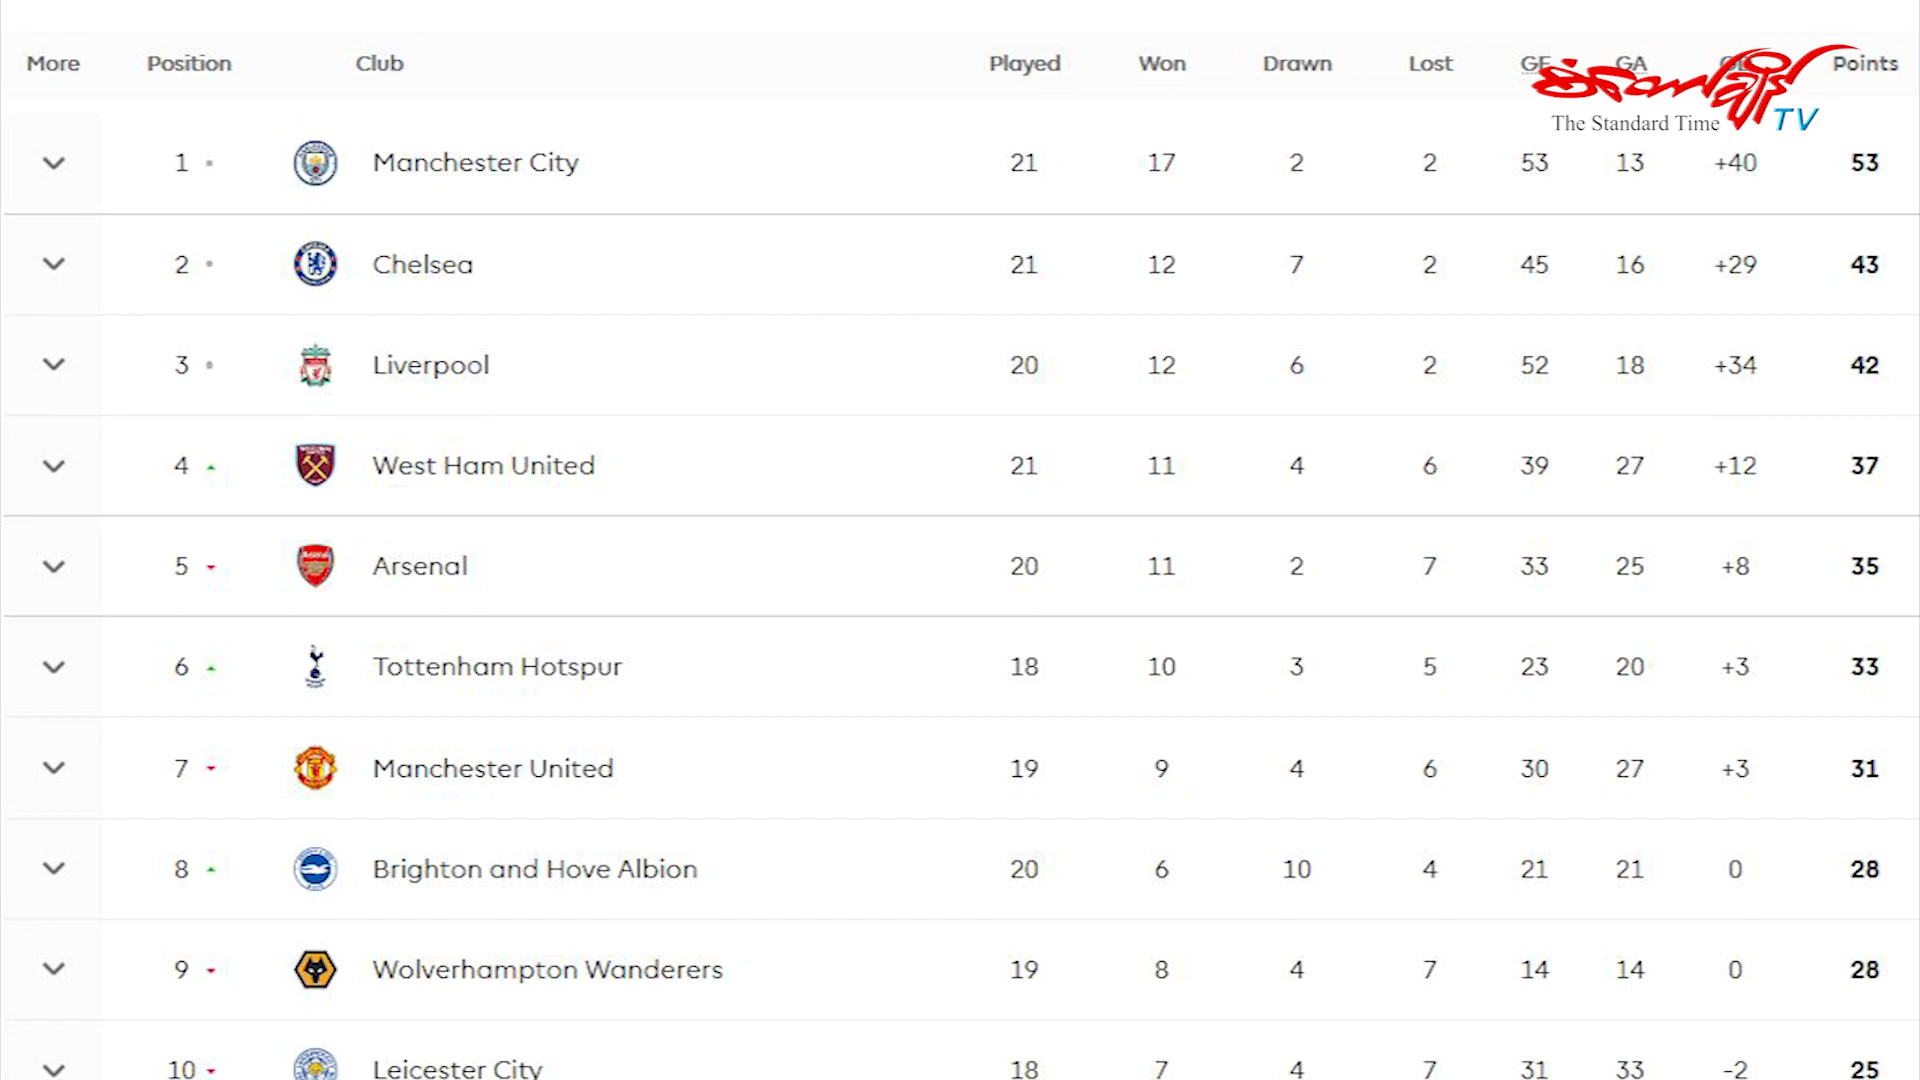 More Position Club Played Won Drawn Lost GF GA GD Points
စံတော်ချိန်
The Standard Time TV
1 Manchester City 21 17 2 2 53 13 +40 53
2 Chelsea 21 12 7 2 45 16 +29 43
3 Liverpool 20 12 6 2 52 18 +34 42
4 West Ham United 21 11 4 6 39 27 +12 37
5 Arsenal 20 11 2 7 33 25 +8 35
6 Tottenham Hotspur 18 10 3 5 23 20 +3 33
7 Manchester United 19 9 4 6 30 27 +3 31
8 Brighton and Hove Albion 20 6 10 4 21 21 0 28
9 Wolverhampton Wanderers 19 8 4 7 14 14 0 28
10 Leicester City 18 7 4 7 31 33 -2 25